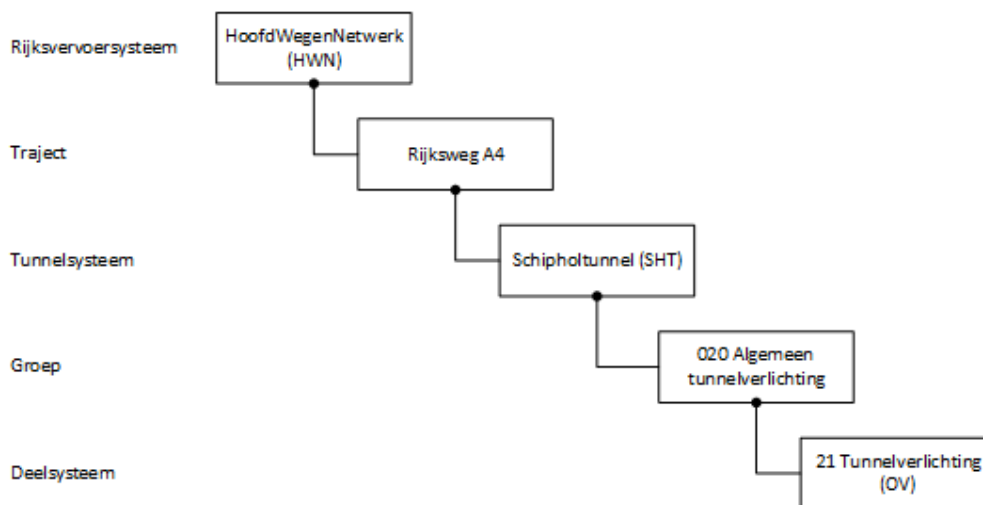 Rijksvervoersysteem
HoofdWegenNetwerk
(HWN)
Traject
Rijksweg A4
Tunnelsysteem
Schipholtunnel (SHT)
Groep
020 Algemeen
tunnelverlichting
Deelsysteem
21 Tunnelverlichting
(OV)